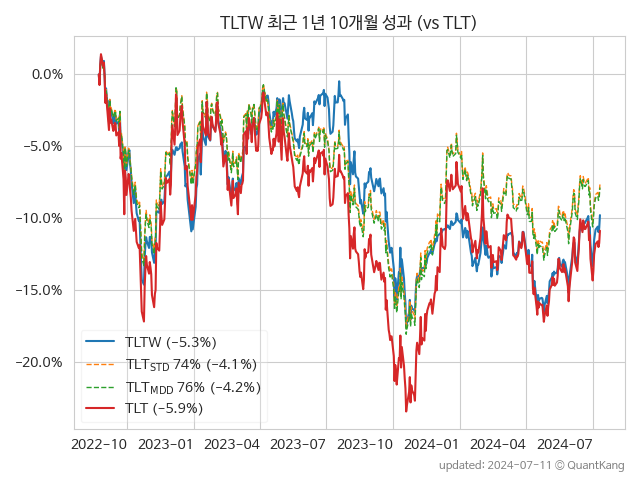 TLTW 최근 1년 10개월 성과 (vs TLT)
0.0%
−5.0%
−10.0%
−15.0%
−20.0%
TLTW (−5.3%)
TLT_STD 74% (−4.1%)
TLT_MDD 76% (−4.2%)
TLT (−5.9%)
2022-10 2023-01 2023-04 2023-07 2023-10 2024-01 2024-04 2024-07
updated: 2024-07-11 © QuantKang